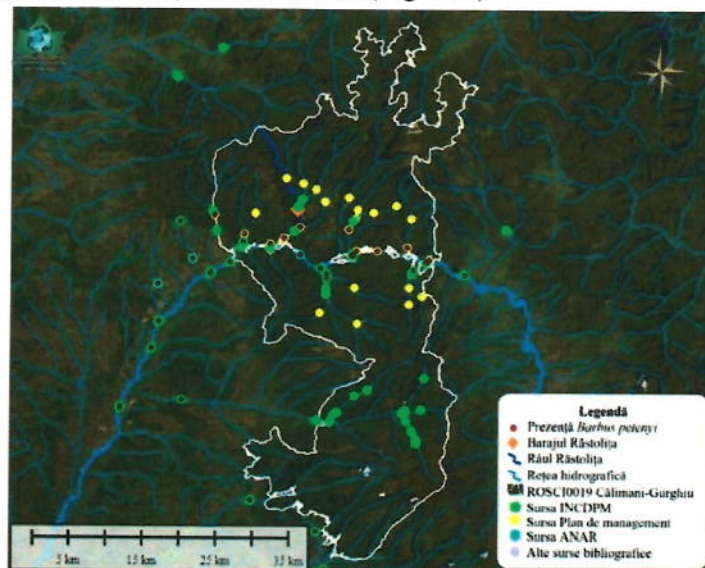 Legendă
Prezență Barbus petenyi
Barajul Răstolița
Râul Răstolița
Rețea hidrografică
ROSCI0019 Călimani-Gurghiu
Sursa INCDPM
Sursa Plan de management
Sursa ANAR
Alte surse bibliografice
5 km 15 km 25 km 35 km